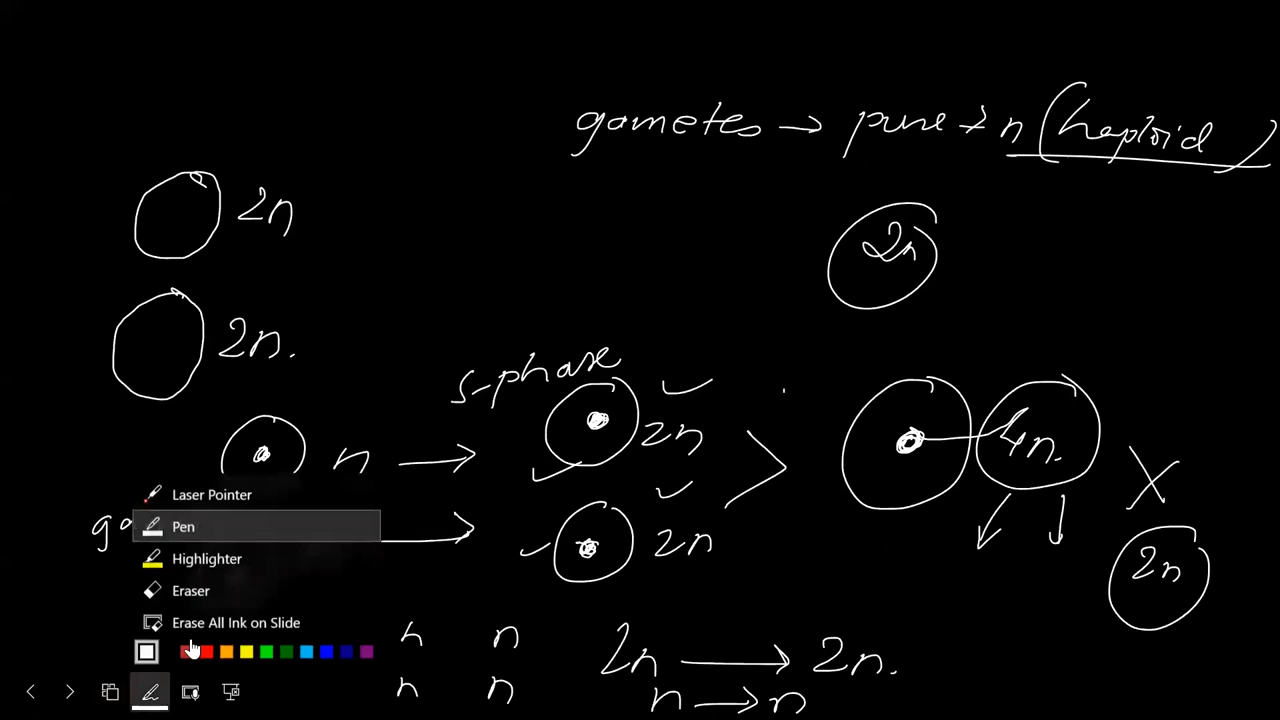 gametes → pure → n (haploid)
2n
2n
2n.
s-phase
2n
n → 2n
4n.
→ 2n
2n
Laser Pointer
Pen
Highlighter
Eraser
Erase All Ink on Slide
n n
2n → 2n.
n n
n → n